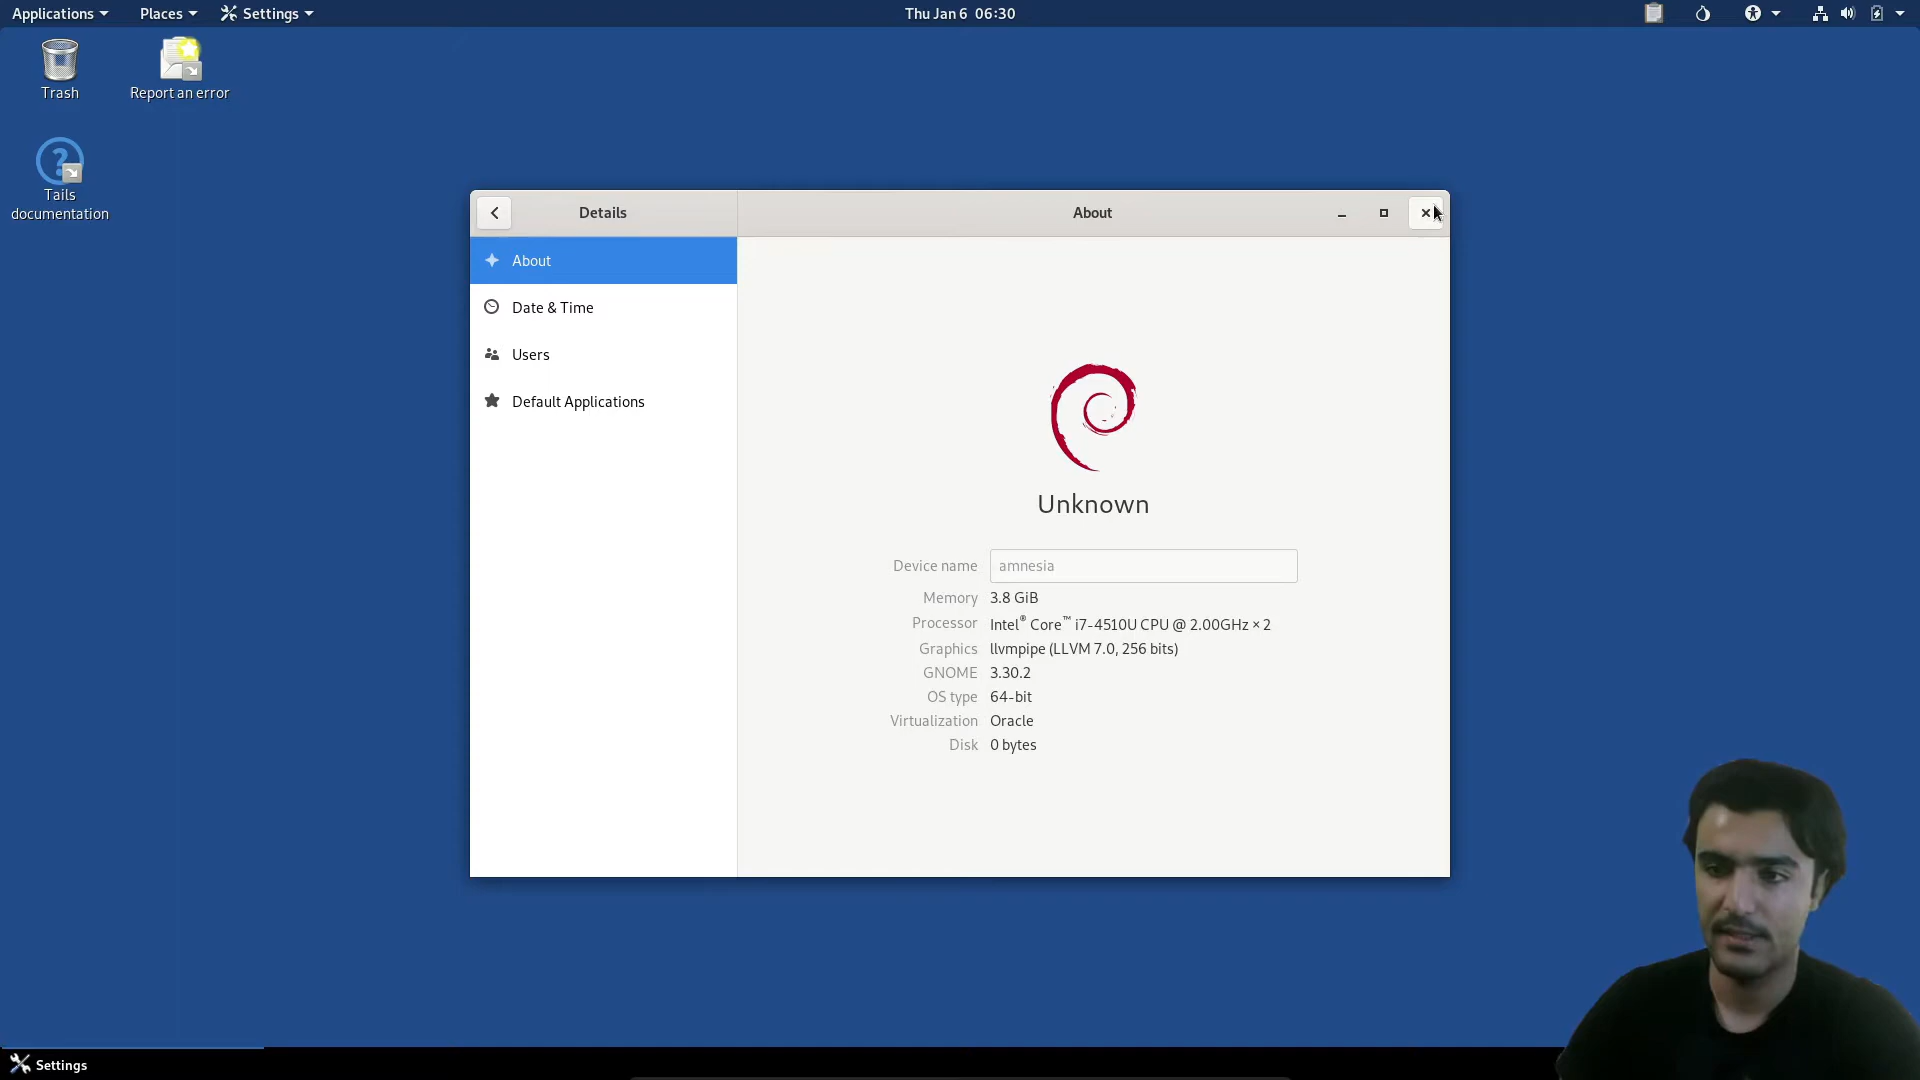 Applications Places Settings Thu Jan 6 06:30
Trash
Report an error
Tails
documentation
Details
About
About
Date & Time
Users
Default Applications
Unknown
Device name amnesia
Memory 3.8 GiB
Processor Intel® Core™ i7-4510U CPU @ 2.00GHz × 2
Graphics llvmpipe (LLVM 7.0, 256 bits)
GNOME 3.30.2
OS type 64-bit
Virtualization Oracle
Disk 0 bytes
Settings